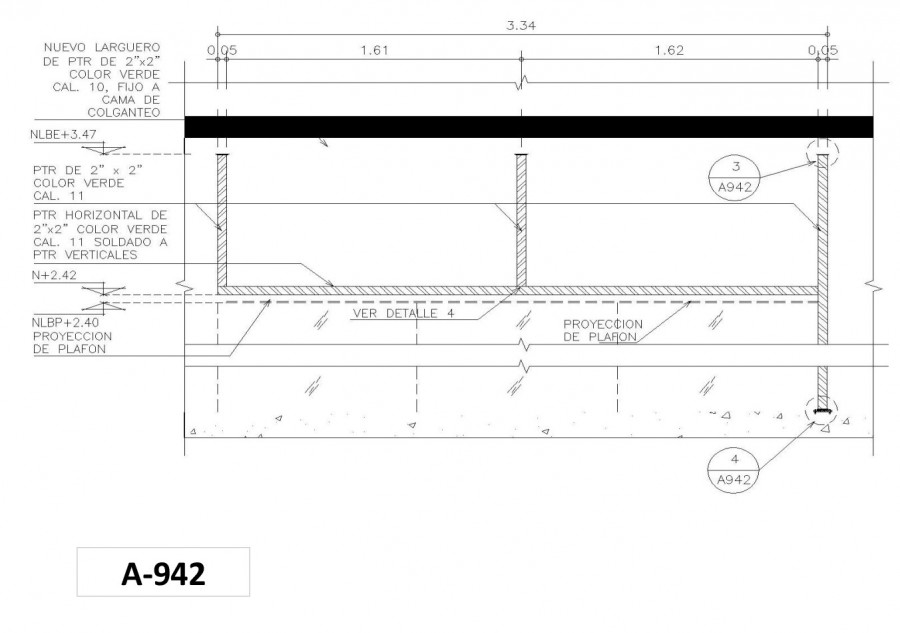 3.34
0.05
1.61
1.62
0.05
NUEVO LARGUERO
DE PTR DE 2"x2"
COLOR VERDE
CAL. 10, FIJO A
CAMA DE
COLGANTEO
NLBE+3.47
PTR DE 2" x 2"
COLOR VERDE
CAL. 11
PTR HORIZONTAL DE
2"x2" COLOR VERDE
CAL. 11 SOLDADO A
PTR VERTICALES
N+2.42
NLBP+2.40
PROYECCION
DE PLAFON
VER DETALLE 4
PROYECCION
DE PLAFON
3
A942
4
A942
A-942